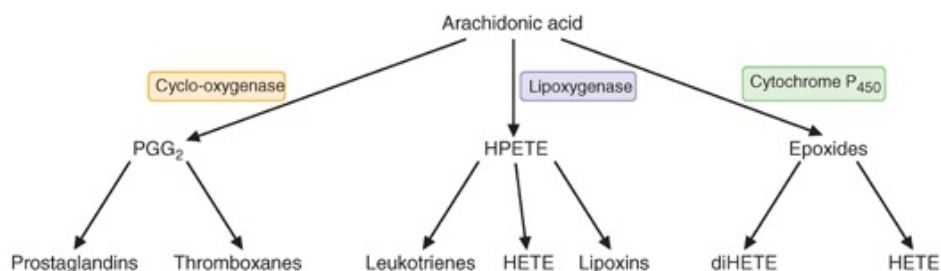 Arachidonic acid
Cyclo-oxygenase
Lipoxygenase
Cytochrome P450
PGG2
HPETE
Epoxides
Prostaglandins
Thromboxanes
Leukotrienes
HETE
Lipoxins
diHETE
HETE